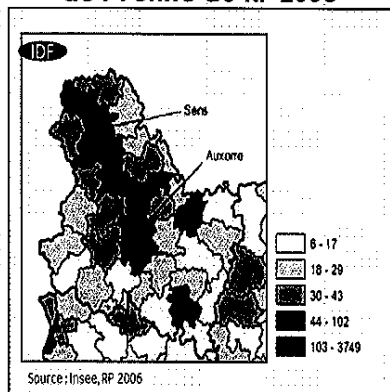 IDF
Sens
Auxerre
6 - 17
18 - 29
30 - 43
44 - 102
103 - 3749
Source : Insee, RP 2006